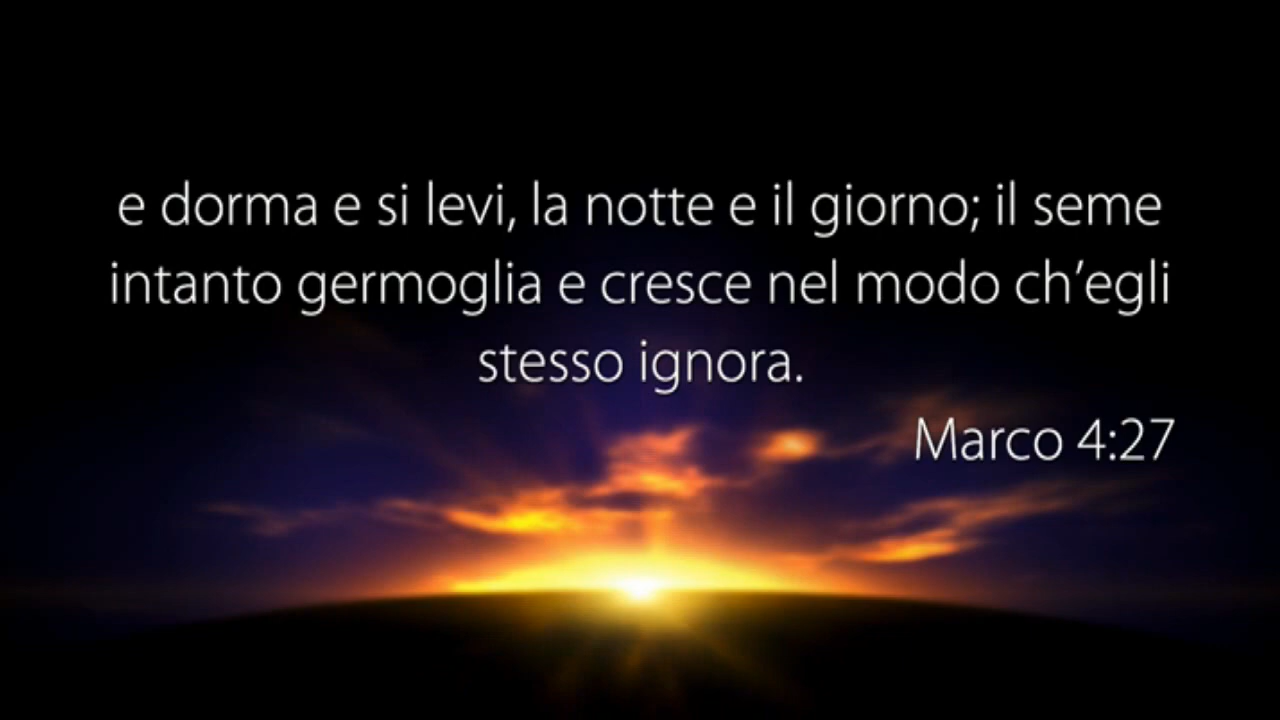 e dorma e si levi, la notte e il giorno; il seme
intanto germoglia e cresce nel modo ch’egli
stesso ignora.
Marco 4:27